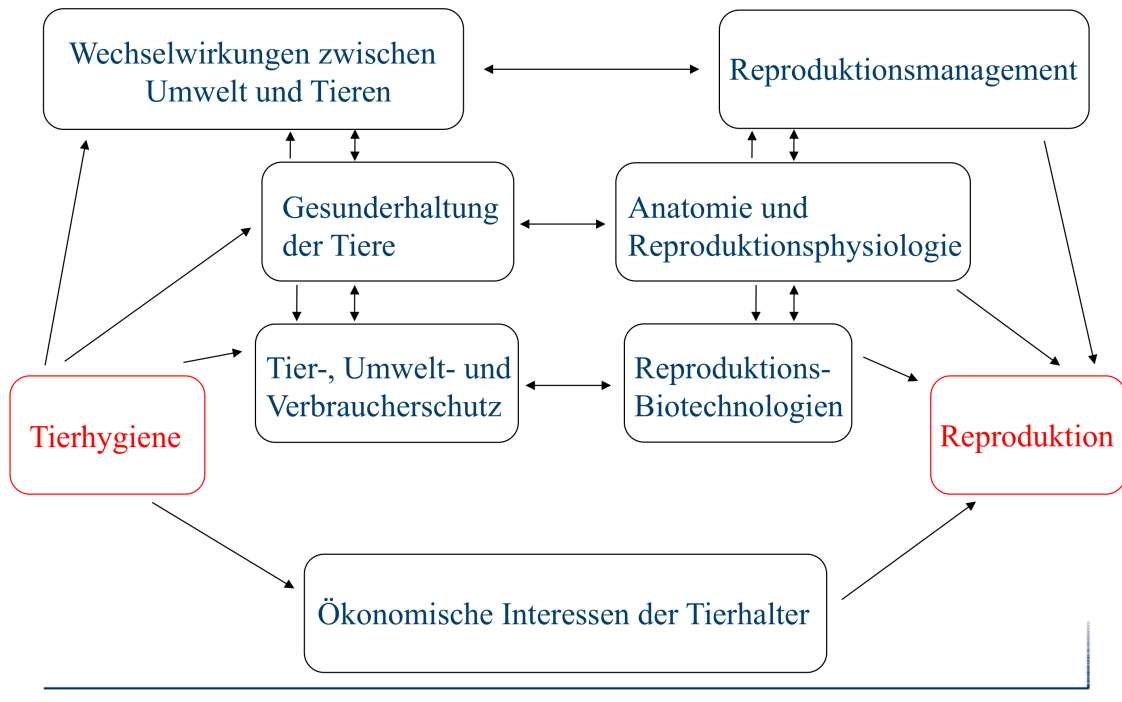 Wechselwirkungen zwischen
Umwelt und Tieren
Reproduktionsmanagement
Gesunderhaltung
der Tiere
Anatomie und
Reproduktionsphysiologie
Tier-, Umwelt- und
Verbraucherschutz
Reproduktions-
Biotechnologien
Tierhygiene
Reproduktion
Ökonomische Interessen der Tierhalter